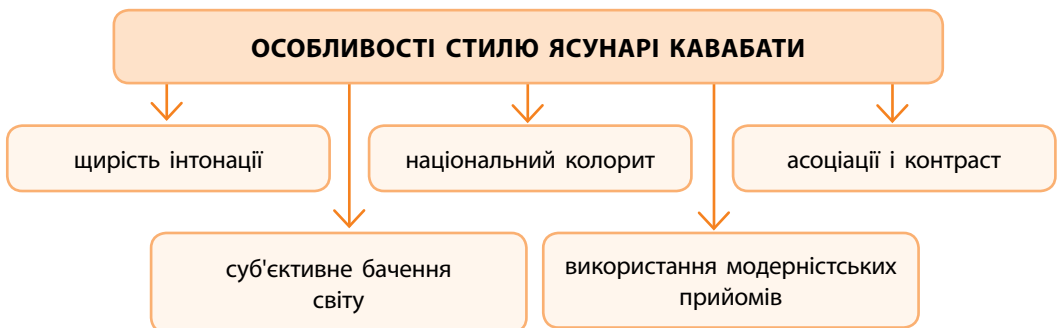 ОСОБЛИВОСТІ СТИЛЮ ЯСУНАРІ КАВАБАТИ
щирість інтонації
національний колорит
асоціації і контраст
суб'єктивне бачення
світу
використання модерністських
прийомів